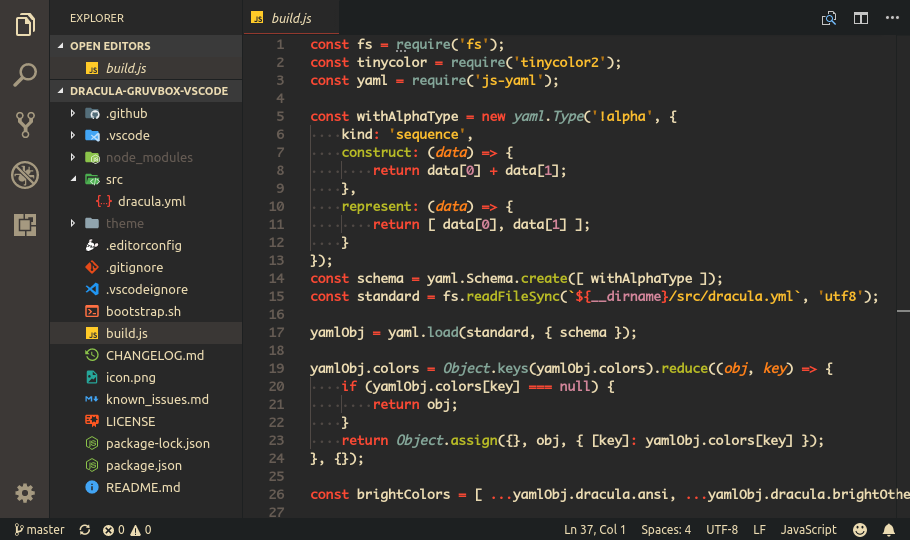 EXPLORER
OPEN EDITORS
build.js
DRACULA-GRUVBOX-VSCODE
.github
.vscode
node_modules
src
dracula.yml
theme
.editorconfig
.gitignore
.vscodeignore
bootstrap.sh
build.js
CHANGELOG.md
icon.png
known_issues.md
LICENSE
package-lock.json
package.json
README.md
build.js
1 const fs = require('fs');
2 const tinycolor = require('tinycolor2');
3 const yaml = require('js-yaml');
4
5 const withAlphaType = new yaml.Type('!alpha', {
6 ····kind: 'sequence',
7 ····construct: (data) => {
8 ········return data[0] + data[1];
9 ····},
10 ····represent: (data) => {
11 ········return [ data[0], data[1] ];
12 ····}
13 });
14 const schema = yaml.Schema.create([ withAlphaType ]);
15 const standard = fs.readFileSync(`${__dirname}/src/dracula.yml`, 'utf8');
16
17 yamlObj = yaml.load(standard, { schema });
18
19 yamlObj.colors = Object.keys(yamlObj.colors).reduce((obj, key) => {
20 ····if (yamlObj.colors[key] === null) {
21 ········return obj;
22 ····}
23 ····return Object.assign({}, obj, { [key]: yamlObj.colors[key] });
24 }, {});
25
26 const brightColors = [ ...yamlObj.dracula.ansi, ...yamlObj.dracula.brightOthe
27
master 0 0 Ln 37, Col 1 Spaces: 4 UTF-8 LF JavaScript